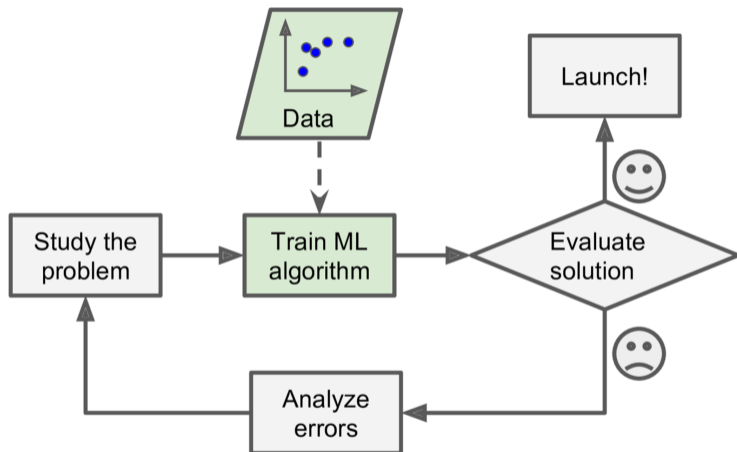 Data
Launch!
Study the
problem
Train ML
algorithm
Evaluate
solution
Analyze
errors